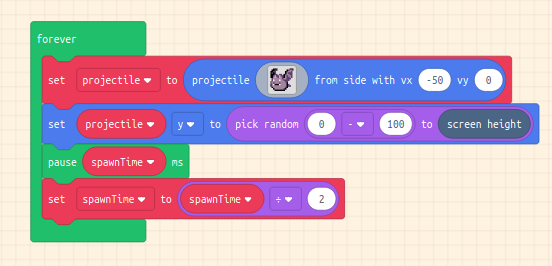 forever
set projectile to projectile from side with vx -50 vy 0
set projectile y to pick random 0 - 100 to screen height
pause spawnTime ms
set spawnTime to spawnTime ÷ 2